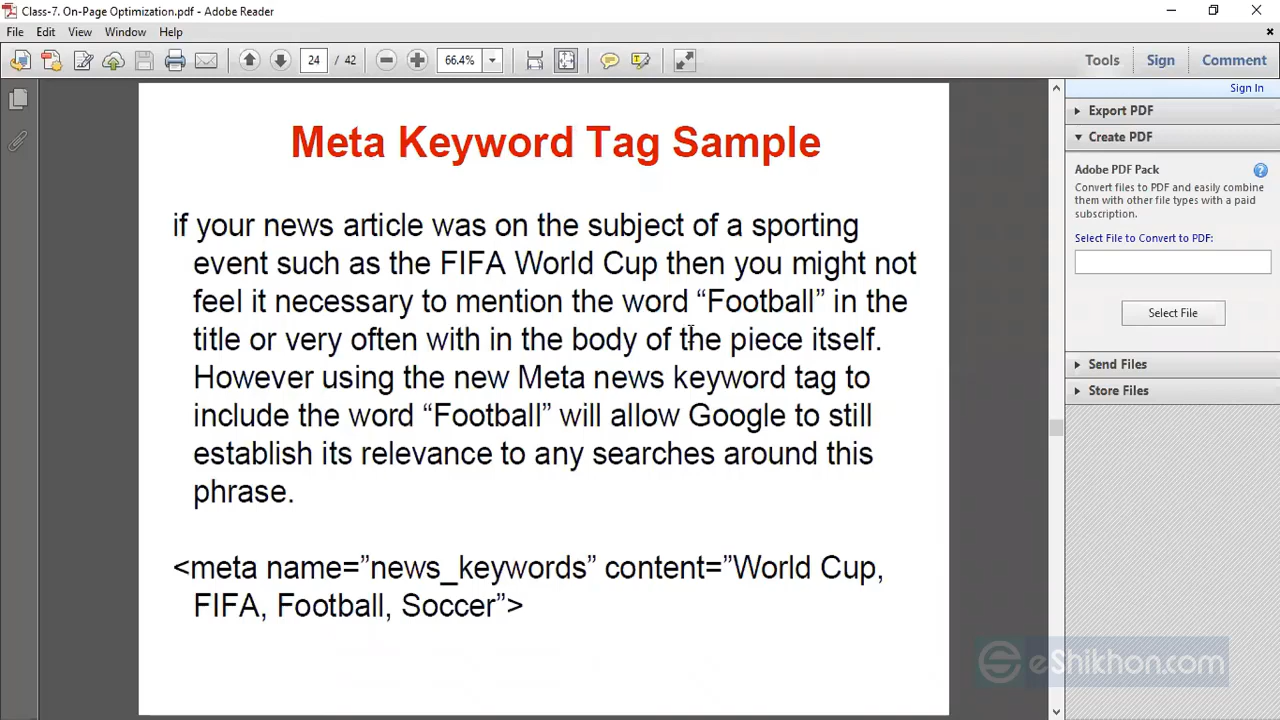 Class-7. On-Page Optimization.pdf - Adobe Reader
File Edit View Window Help
24 / 42 66.4% Tools Sign Comment
Sign In
Export PDF
Create PDF
Adobe PDF Pack
Convert files to PDF and easily combine
them with other file types with a paid
subscription.
Select File to Convert to PDF:
Select File
Send Files
Store Files
Meta Keyword Tag Sample
if your news article was on the subject of a sporting
event such as the FIFA World Cup then you might not
feel it necessary to mention the word “Football” in the
title or very often with in the body of the piece itself.
However using the new Meta news keyword tag to
include the word “Football” will allow Google to still
establish its relevance to any searches around this
phrase.
<meta name=”news_keywords” content=”World Cup,
FIFA, Football, Soccer”>
eShikhon.com